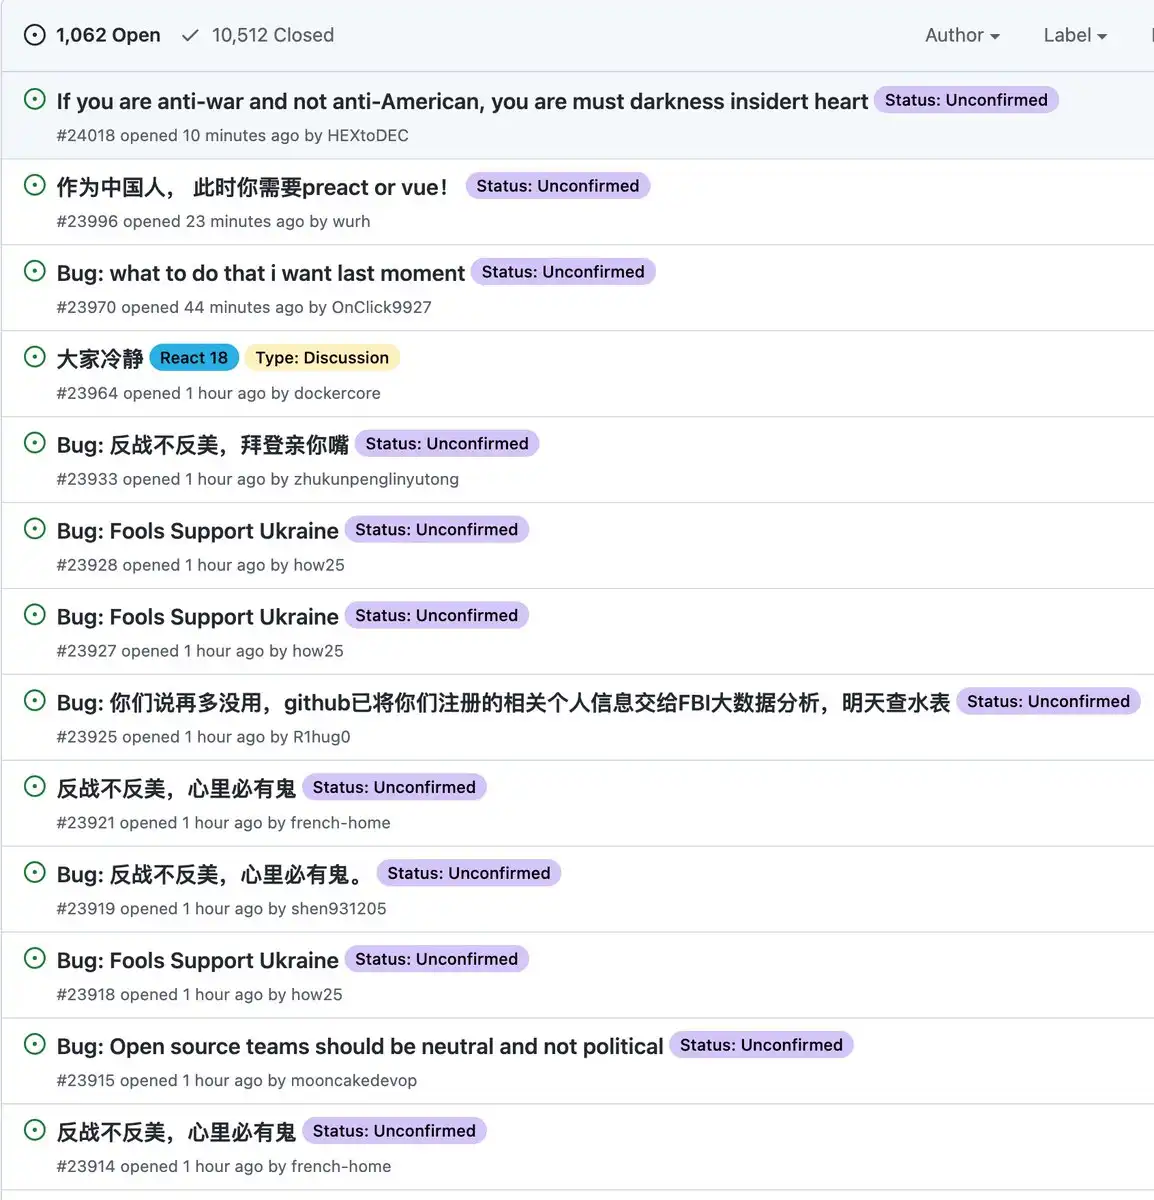 1,062 Open 10,512 Closed Author Label
If you are anti-war and not anti-American, you are must darkness insidert heart Status: Unconfirmed
#24018 opened 10 minutes ago by HEXtoDEC
作为中国人， 此时你需要preact or vue！ Status: Unconfirmed
#23996 opened 23 minutes ago by wurh
Bug: what to do that i want last moment Status: Unconfirmed
#23970 opened 44 minutes ago by OnClick9927
大家冷静 React 18 Type: Discussion
#23964 opened 1 hour ago by dockercore
Bug: 反战不反美，拜登亲你嘴 Status: Unconfirmed
#23933 opened 1 hour ago by zhukunpenglinyutong
Bug: Fools Support Ukraine Status: Unconfirmed
#23928 opened 1 hour ago by how25
Bug: Fools Support Ukraine Status: Unconfirmed
#23927 opened 1 hour ago by how25
Bug: 你们说再多没用，github已将你们注册的相关个人信息交给FBI大数据分析，明天查水表 Status: Unconfirmed
#23925 opened 1 hour ago by R1hug0
反战不反美，心里必有鬼 Status: Unconfirmed
#23921 opened 1 hour ago by french-home
Bug: 反战不反美，心里必有鬼。 Status: Unconfirmed
#23919 opened 1 hour ago by shen931205
Bug: Fools Support Ukraine Status: Unconfirmed
#23918 opened 1 hour ago by how25
Bug: Open source teams should be neutral and not political Status: Unconfirmed
#23915 opened 1 hour ago by mooncakedevop
反战不反美，心里必有鬼 Status: Unconfirmed
#23914 opened 1 hour ago by french-home